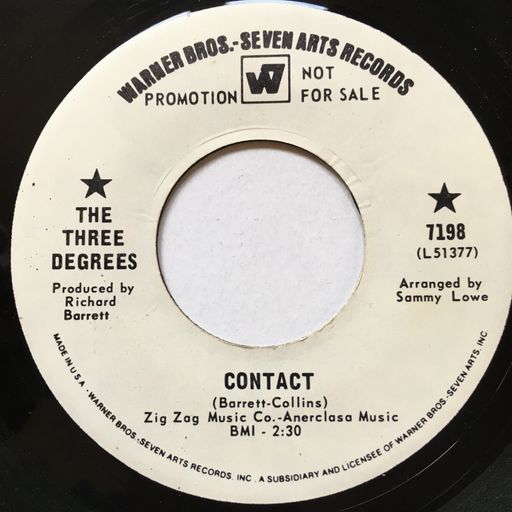 WARNER BROS.-SEVEN ARTS RECORDS
W7
PROMOTION NOT FOR SALE
★
THE
THREE
DEGREES
Produced by
Richard
Barrett
★
7198
(L51377)
Arranged by
Sammy Lowe
CONTACT
(Barrett-Collins)
Zig Zag Music Co.-Anerclasa Music
BMI - 2:30
MADE IN U.S.A. · WARNER BROS.-SEVEN ARTS RECORDS, INC. A SUBSIDIARY AND LICENSEE OF WARNER BROS.-SEVEN ARTS, INC.